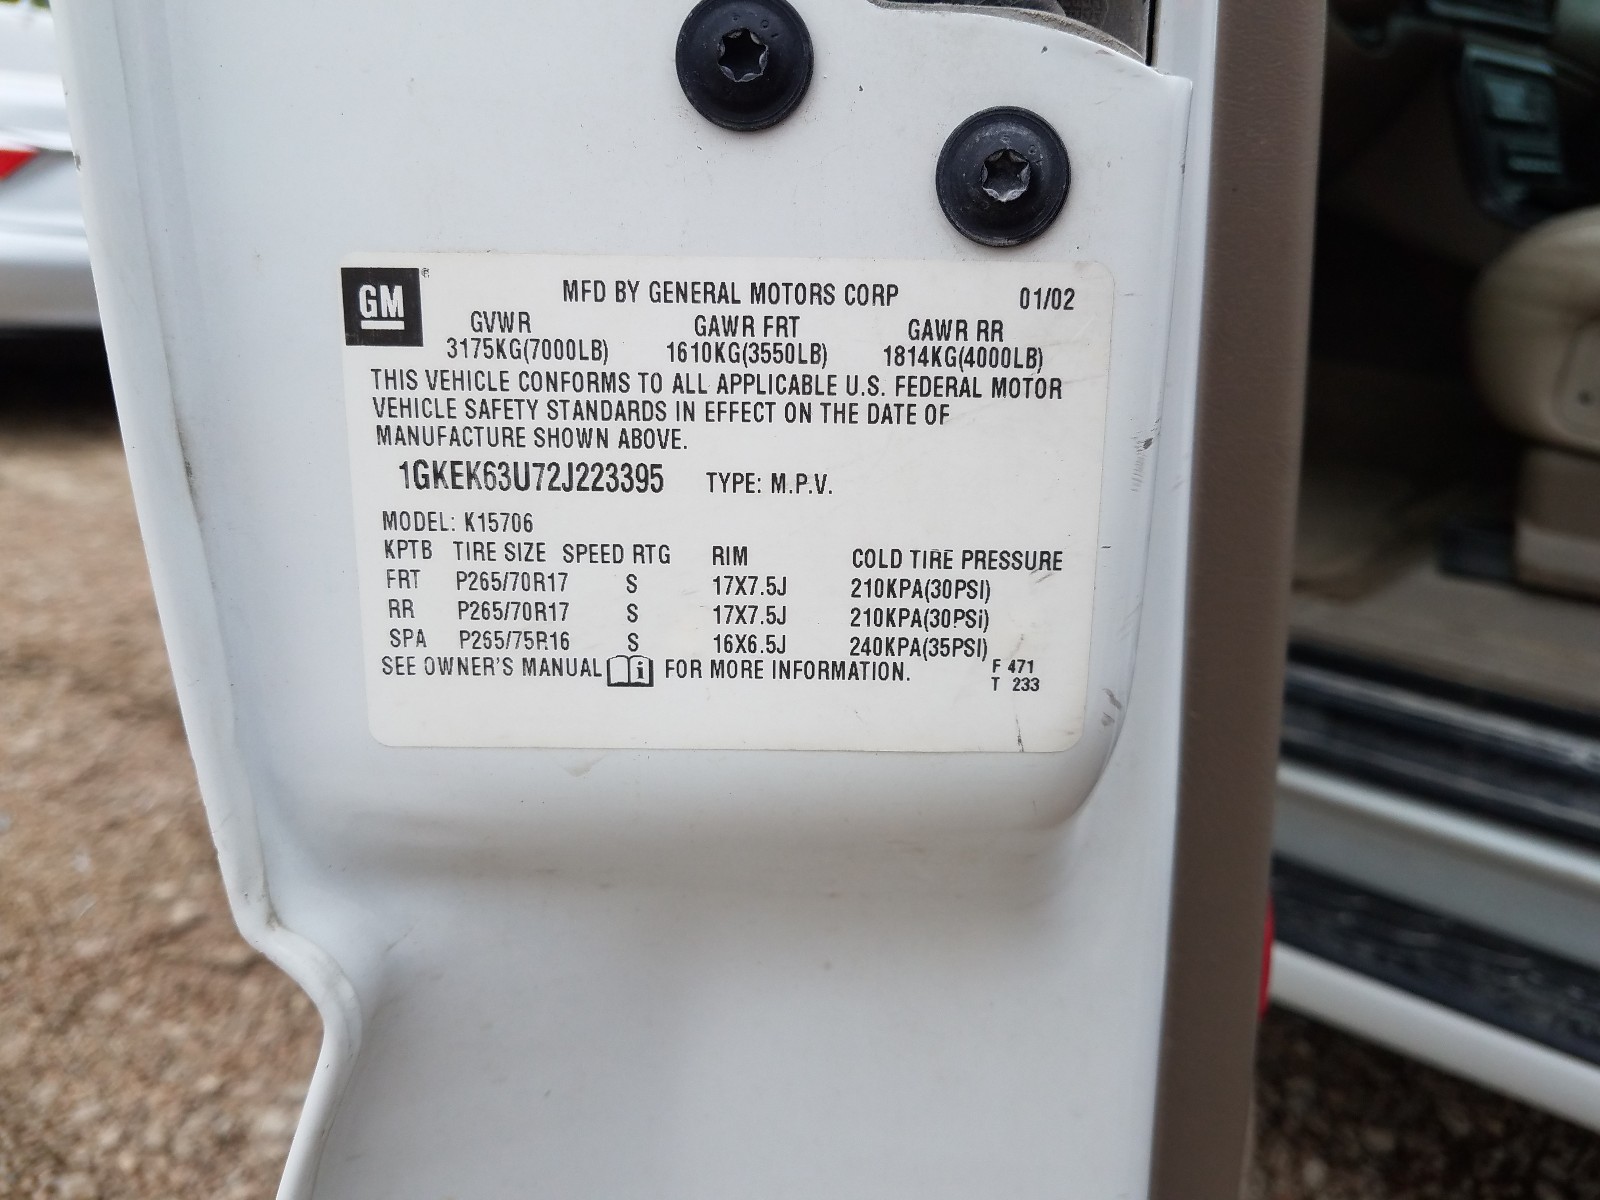 GM ®
MFD BY GENERAL MOTORS CORP 01/02
GVWR GAWR FRT GAWR RR
3175KG(7000LB) 1610KG(3550LB) 1814KG(4000LB)
THIS VEHICLE CONFORMS TO ALL APPLICABLE U.S. FEDERAL MOTOR
VEHICLE SAFETY STANDARDS IN EFFECT ON THE DATE OF
MANUFACTURE SHOWN ABOVE.
1GKEK63U72J223395 TYPE: M.P.V.
MODEL: K15706
KPTB TIRE SIZE SPEED RTG RIM COLD TIRE PRESSURE
FRT P265/70R17 S 17X7.5J 210KPA(30PSI)
RR P265/70R17 S 17X7.5J 210KPA(30PSi)
SPA P265/75R16 S 16X6.5J 240KPA(35PSI)
SEE OWNER'S MANUAL i FOR MORE INFORMATION. F 471
T 233